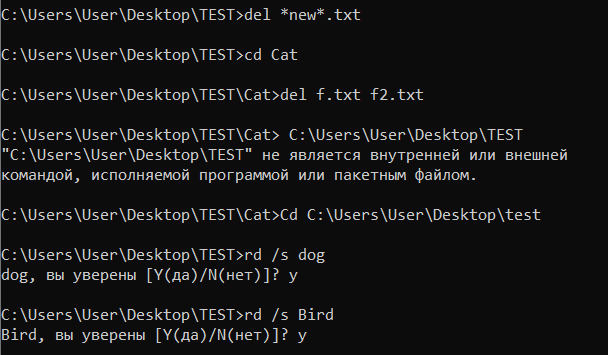 C:\Users\User\Desktop\TEST>del *new*.txt
C:\Users\User\Desktop\TEST>cd Cat
C:\Users\User\Desktop\TEST\Cat>del f.txt f2.txt
C:\Users\User\Desktop\TEST\Cat> C:\Users\User\Desktop\TEST
"C:\Users\User\Desktop\TEST" не является внутренней или внешней
командой, исполняемой программой или пакетным файлом.
C:\Users\User\Desktop\TEST\Cat>Cd C:\Users\User\Desktop\test
C:\Users\User\Desktop\TEST>rd /s dog
dog, вы уверены [Y(да)/N(нет)]? y
C:\Users\User\Desktop\TEST>rd /s Bird
Bird, вы уверены [Y(да)/N(нет)]? y